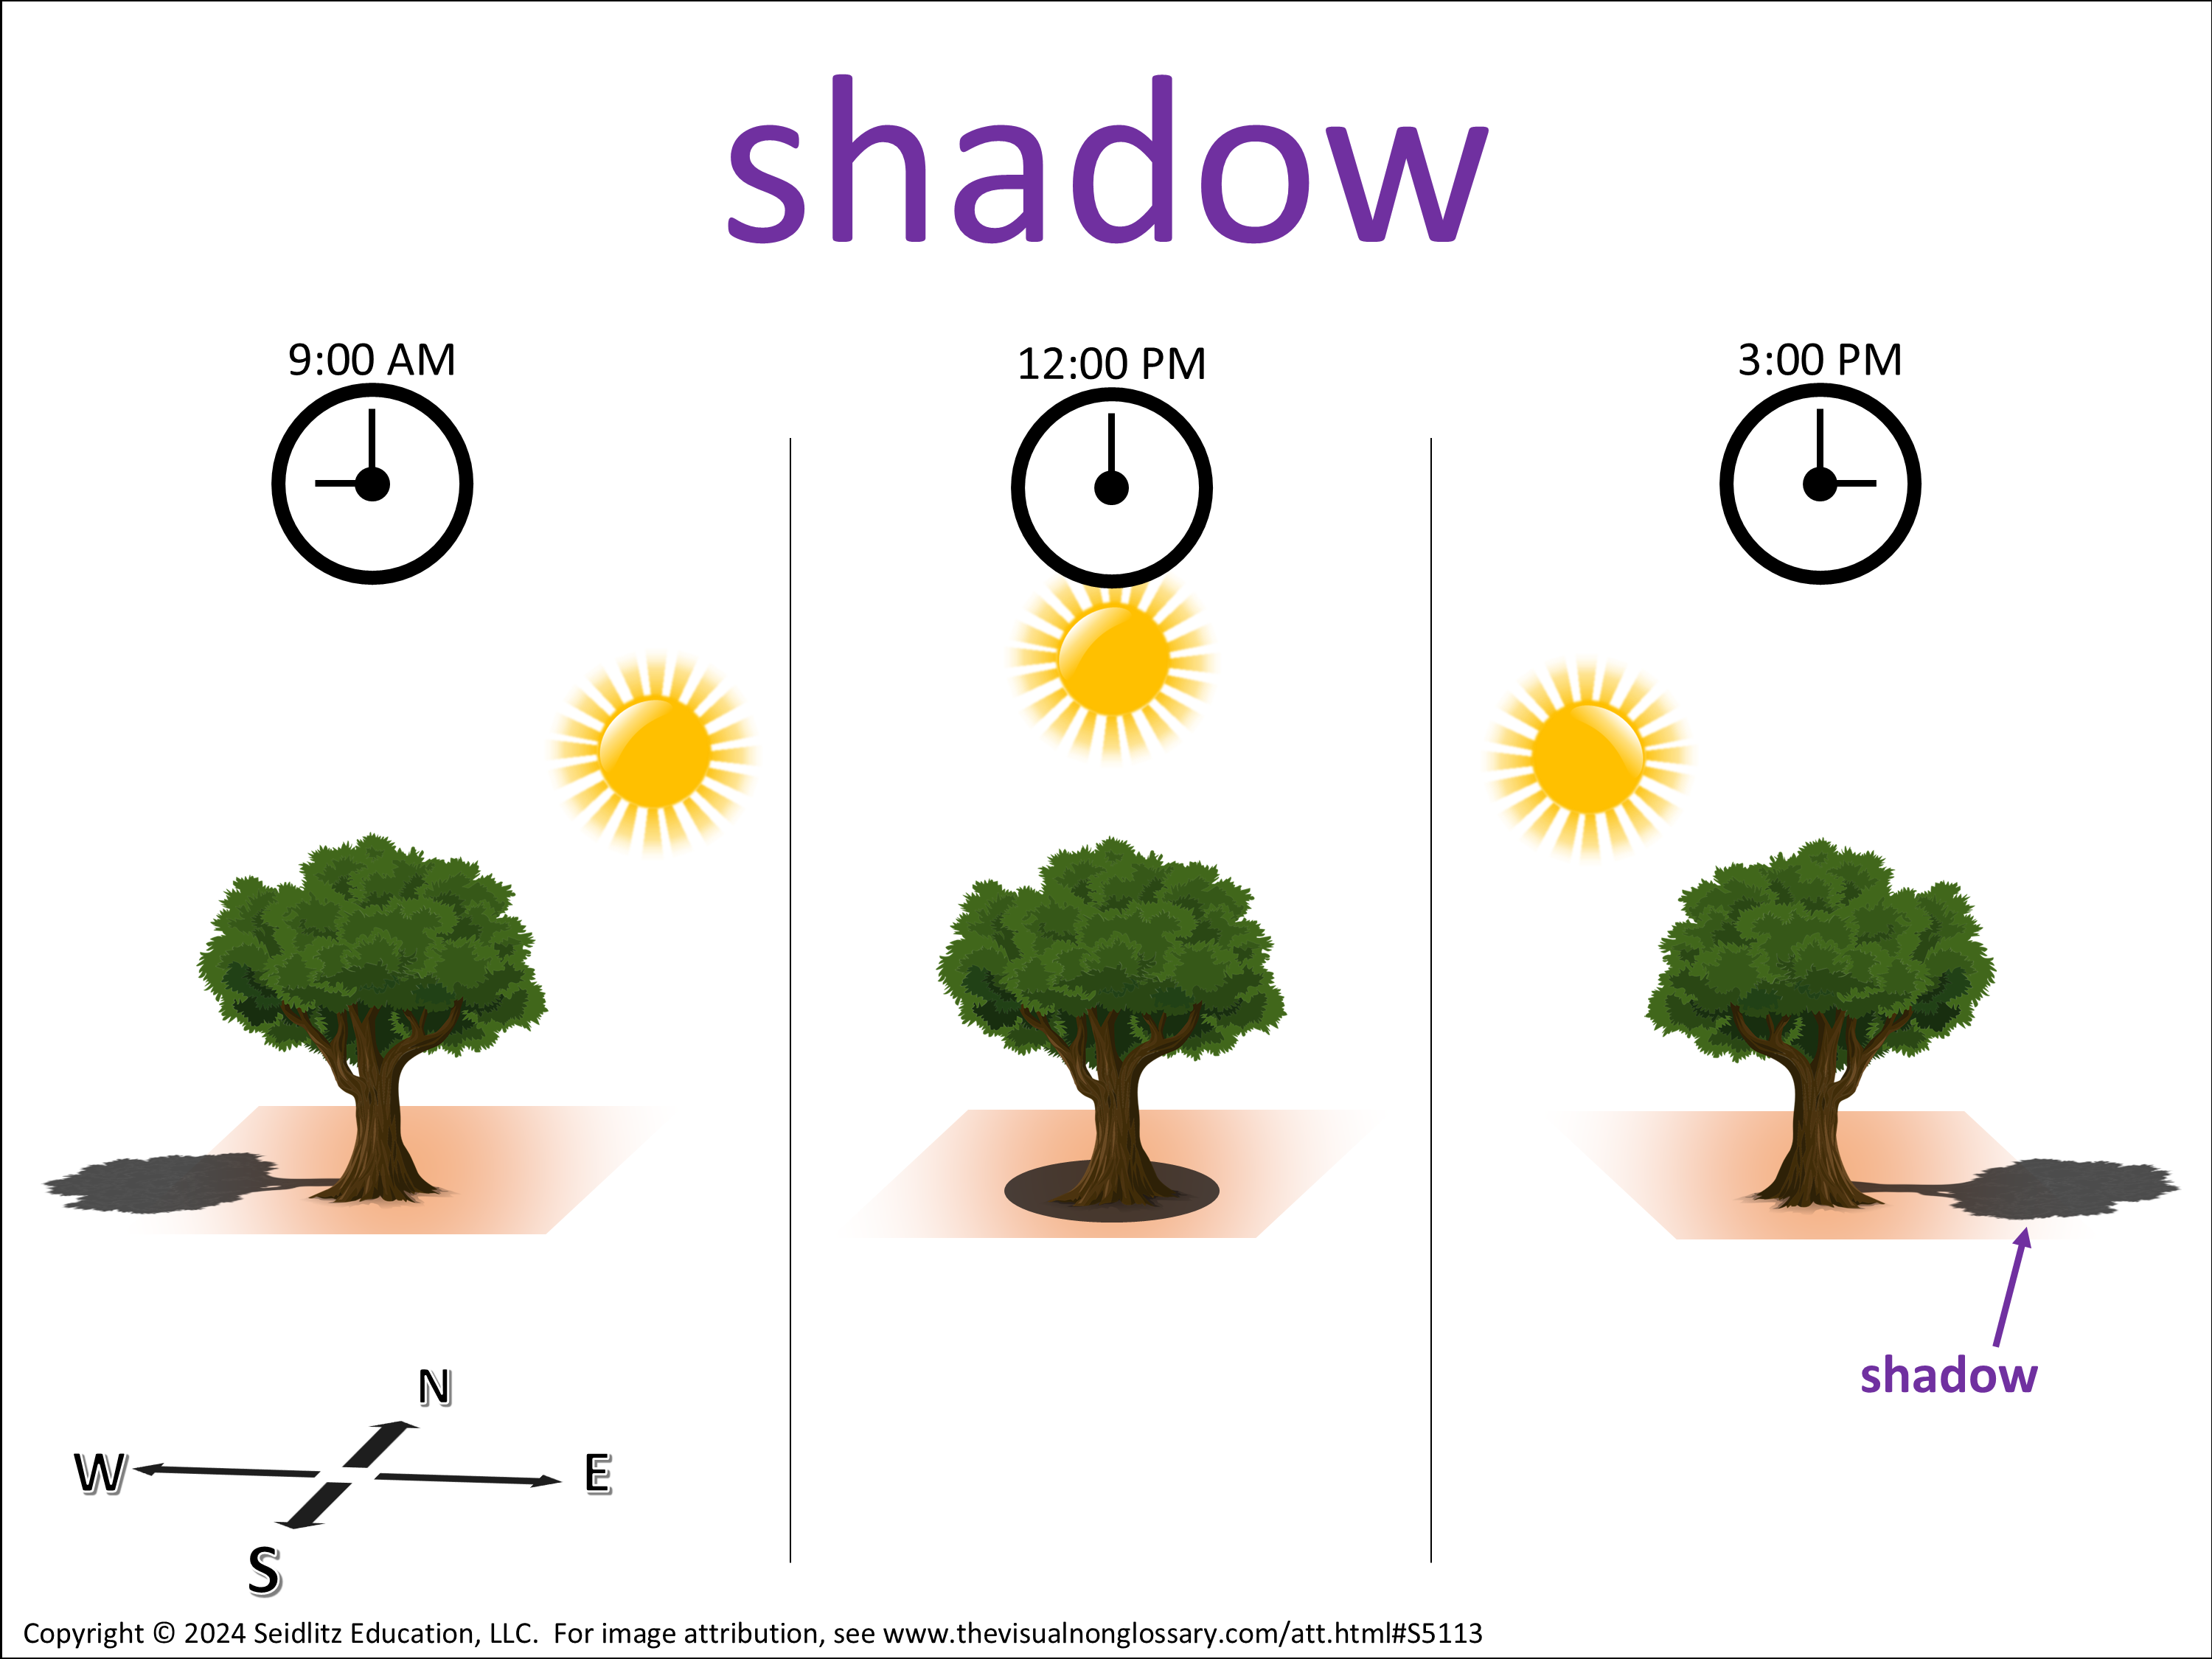 shadow
9:00 AM
12:00 PM
3:00 PM
shadow
N
W
E
S
Copyright © 2024 Seidlitz Education, LLC.  For image attribution, see www.thevisualnonglossary.com/att.html#S5113